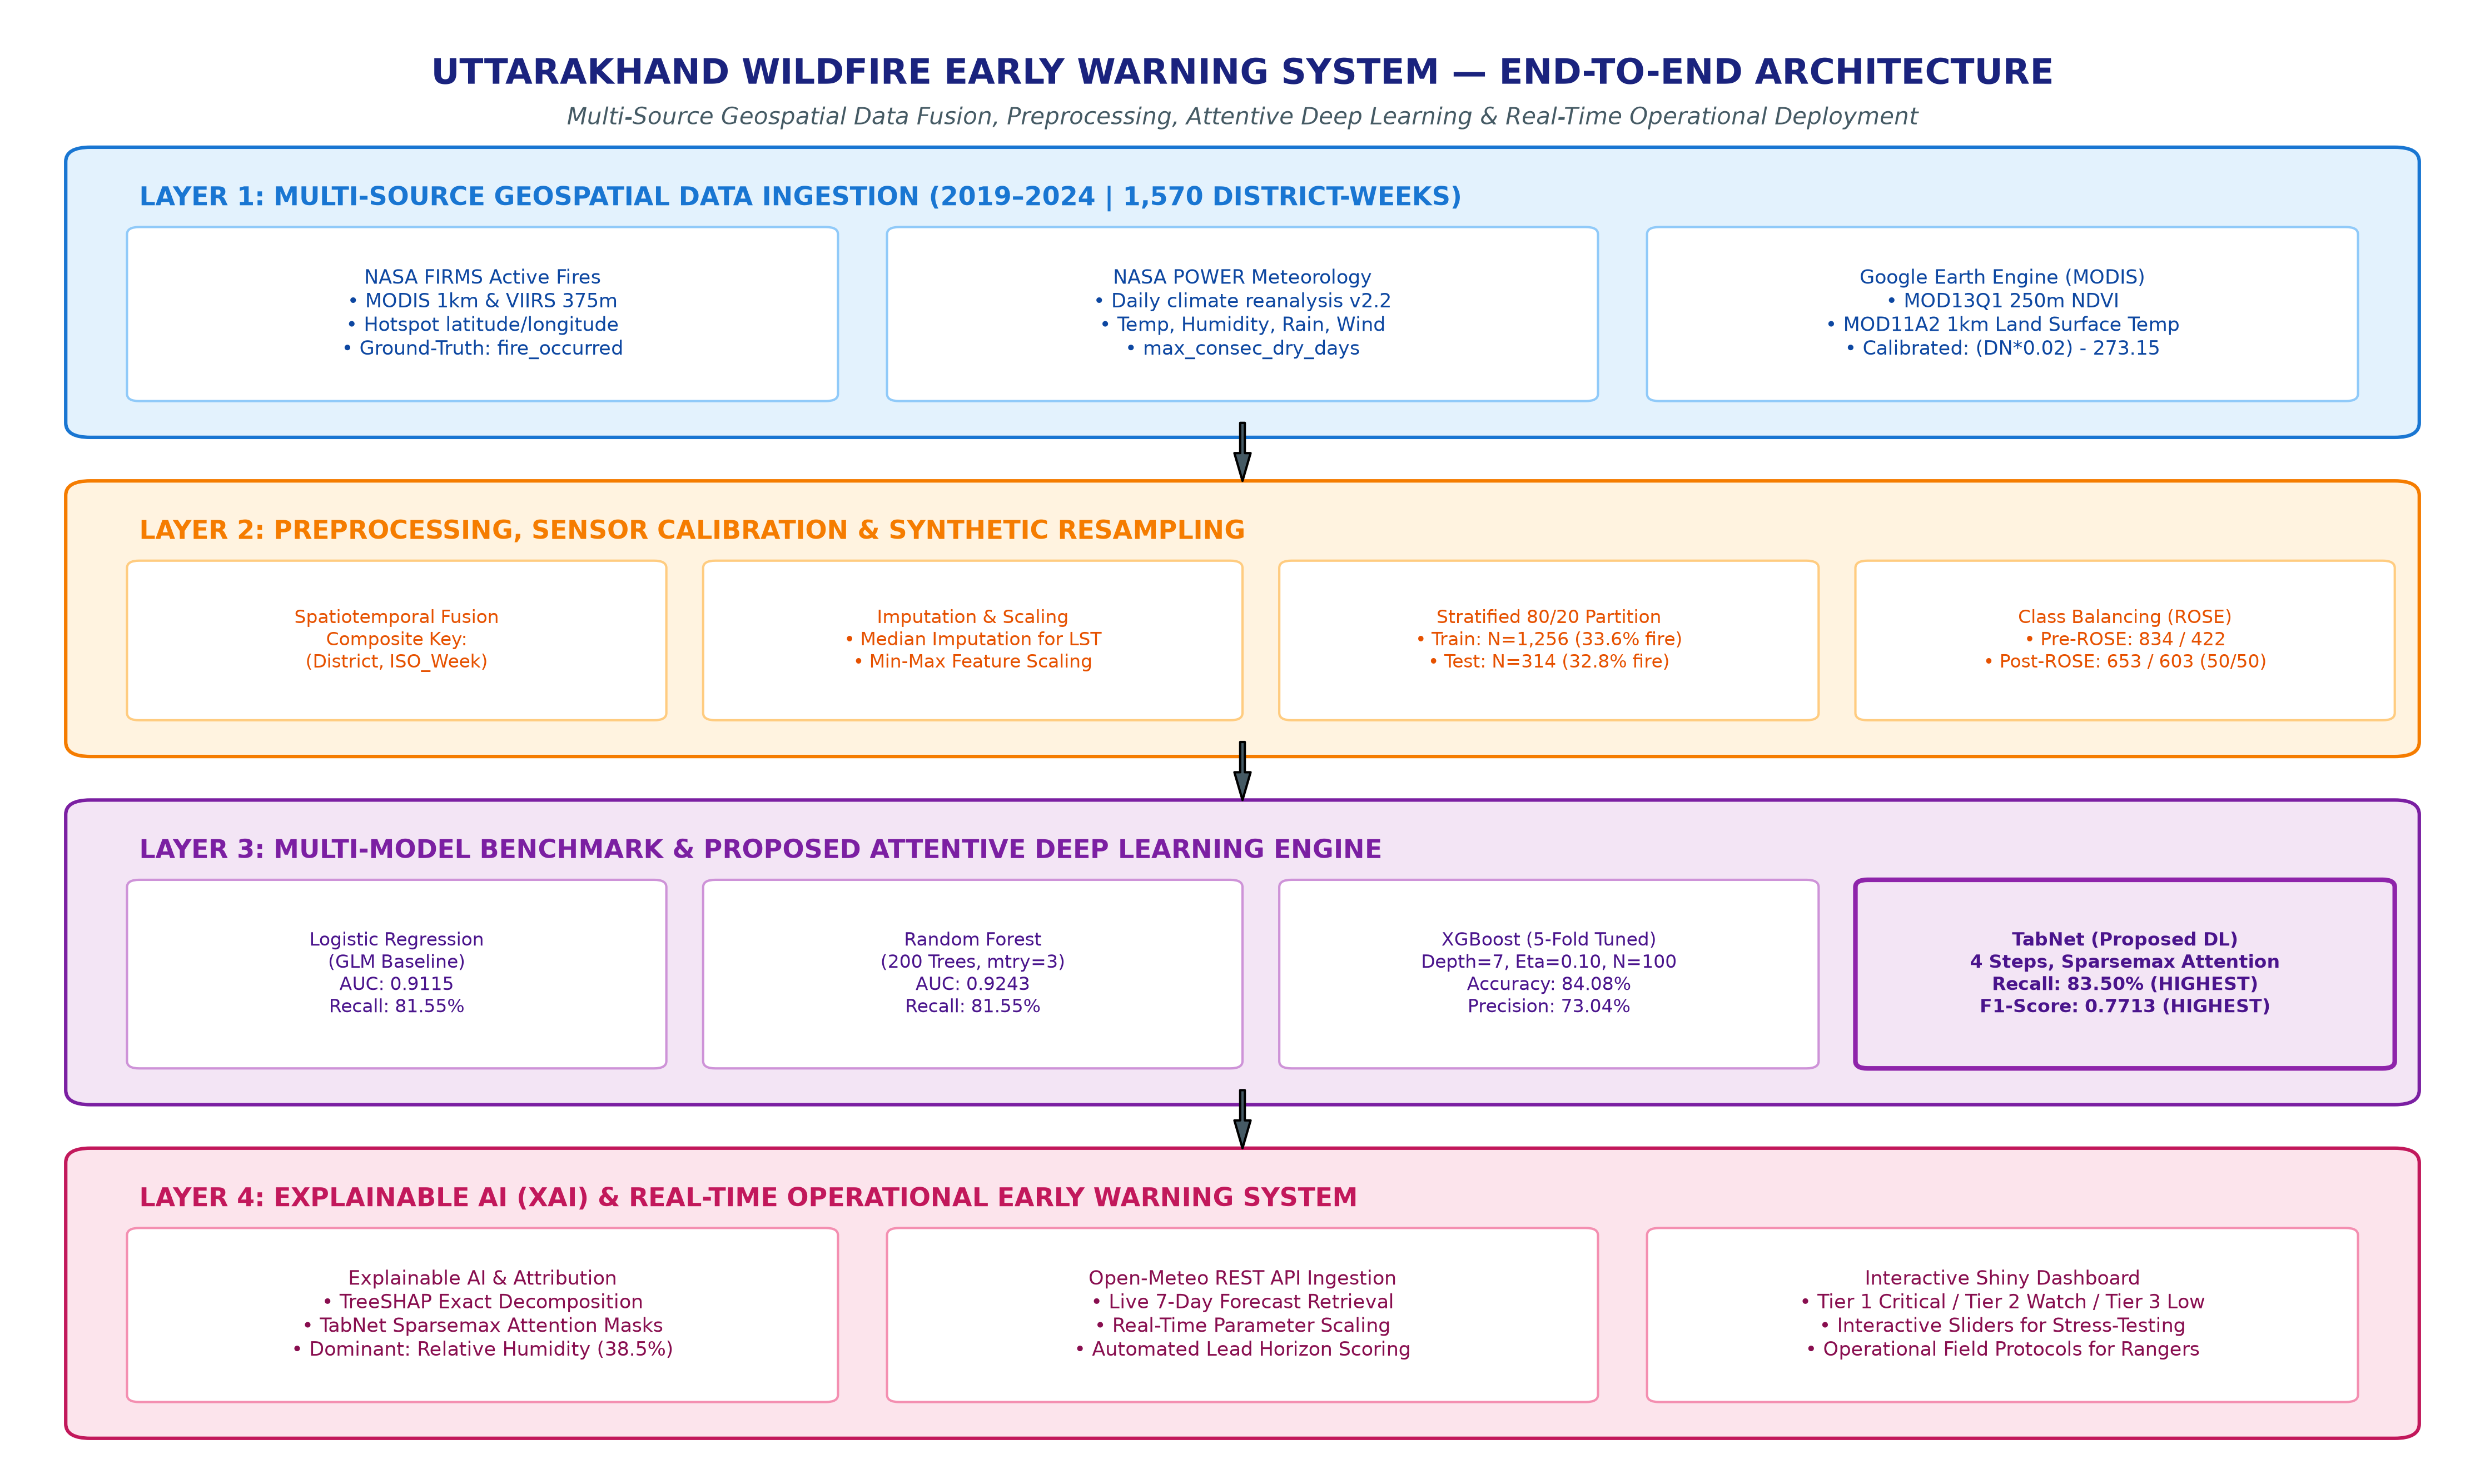 UTTARAKHAND WILDFIRE EARLY WARNING SYSTEM — END-TO-END ARCHITECTURE
Multi-Source Geospatial Data Fusion, Preprocessing, Attentive Deep Learning & Real-Time Operational Deployment
LAYER 1: MULTI-SOURCE GEOSPATIAL DATA INGESTION (2019–2024 | 1,570 DISTRICT-WEEKS)
NASA FIRMS Active Fires
• MODIS 1km & VIIRS 375m
• Hotspot latitude/longitude
• Ground-Truth: fire_occurred
NASA POWER Meteorology
• Daily climate reanalysis v2.2
• Temp, Humidity, Rain, Wind
• max_consec_dry_days
Google Earth Engine (MODIS)
• MOD13Q1 250m NDVI
• MOD11A2 1km Land Surface Temp
• Calibrated: (DN*0.02) - 273.15
LAYER 2: PREPROCESSING, SENSOR CALIBRATION & SYNTHETIC RESAMPLING
Spatiotemporal Fusion
Composite Key:
(District, ISO_Week)
Imputation & Scaling
• Median Imputation for LST
• Min-Max Feature Scaling
Stratified 80/20 Partition
• Train: N=1,256 (33.6% fire)
• Test: N=314 (32.8% fire)
Class Balancing (ROSE)
• Pre-ROSE: 834 / 422
• Post-ROSE: 653 / 603 (50/50)
LAYER 3: MULTI-MODEL BENCHMARK & PROPOSED ATTENTIVE DEEP LEARNING ENGINE
Logistic Regression
(GLM Baseline)
AUC: 0.9115
Recall: 81.55%
Random Forest
(200 Trees, mtry=3)
AUC: 0.9243
Recall: 81.55%
XGBoost (5-Fold Tuned)
Depth=7, Eta=0.10, N=100
Accuracy: 84.08%
Precision: 73.04%
TabNet (Proposed DL)
4 Steps, Sparsemax Attention
Recall: 83.50% (HIGHEST)
F1-Score: 0.7713 (HIGHEST)
LAYER 4: EXPLAINABLE AI (XAI) & REAL-TIME OPERATIONAL EARLY WARNING SYSTEM
Explainable AI & Attribution
• TreeSHAP Exact Decomposition
• TabNet Sparsemax Attention Masks
• Dominant: Relative Humidity (38.5%)
Open-Meteo REST API Ingestion
• Live 7-Day Forecast Retrieval
• Real-Time Parameter Scaling
• Automated Lead Horizon Scoring
Interactive Shiny Dashboard
• Tier 1 Critical / Tier 2 Watch / Tier 3 Low
• Interactive Sliders for Stress-Testing
• Operational Field Protocols for Rangers